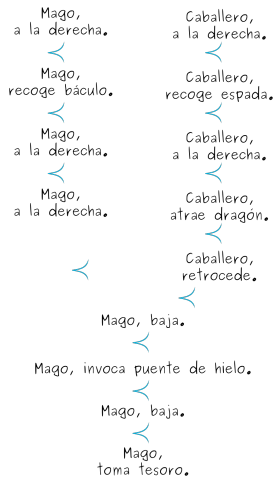 Mago,
a la derecha.
Mago,
recoge báculo.
Mago,
a la derecha.
Mago,
a la derecha.
Caballero,
a la derecha.
Caballero,
recoge espada.
Caballero,
a la derecha.
Caballero,
atrae dragón.
Caballero,
retrocede.
Mago, baja.
Mago, invoca puente de hielo.
Mago, baja.
Mago,
toma tesoro.